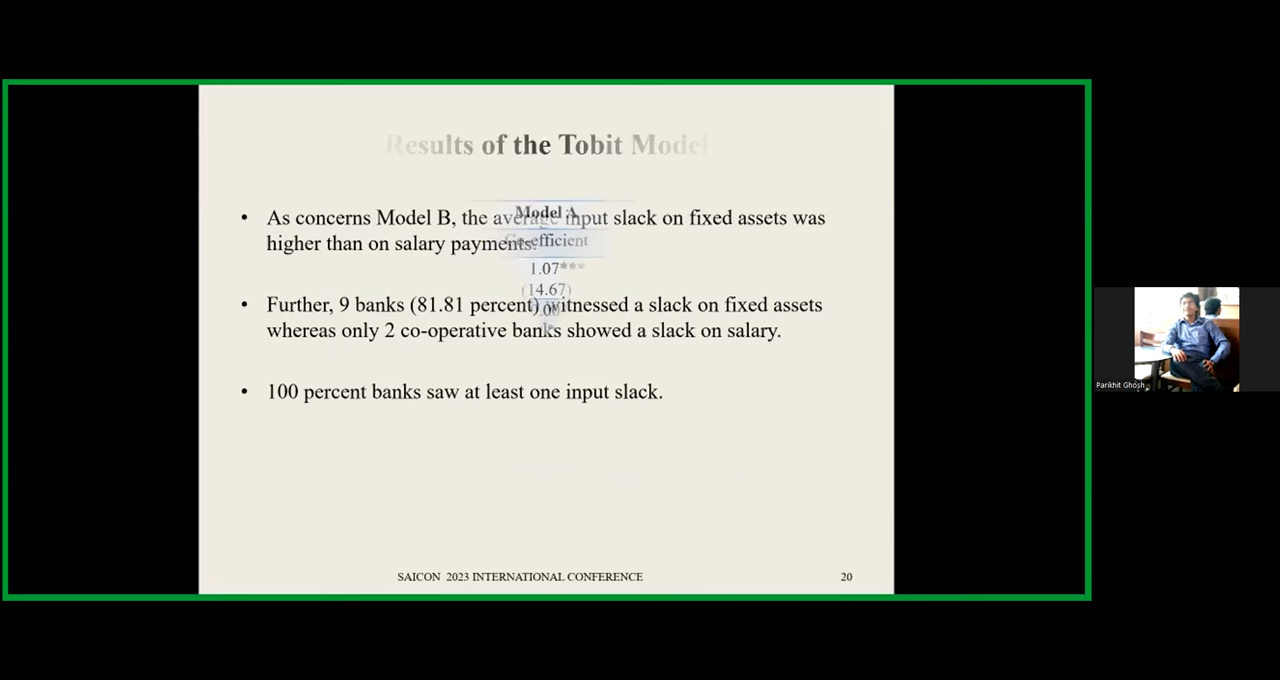 Results of the Tobit Model
• As concerns Model B, the average input slack on fixed assets was
higher than on salary payments.
Model A
Co-efficient
1.07***
(14.67)
• Further, 9 banks (81.81 percent) witnessed a slack on fixed assets
whereas only 2 co-operative banks showed a slack on salary.
• 100 percent banks saw at least one input slack.
SAICON 2023 INTERNATIONAL CONFERENCE
20
Parikhit Ghosh